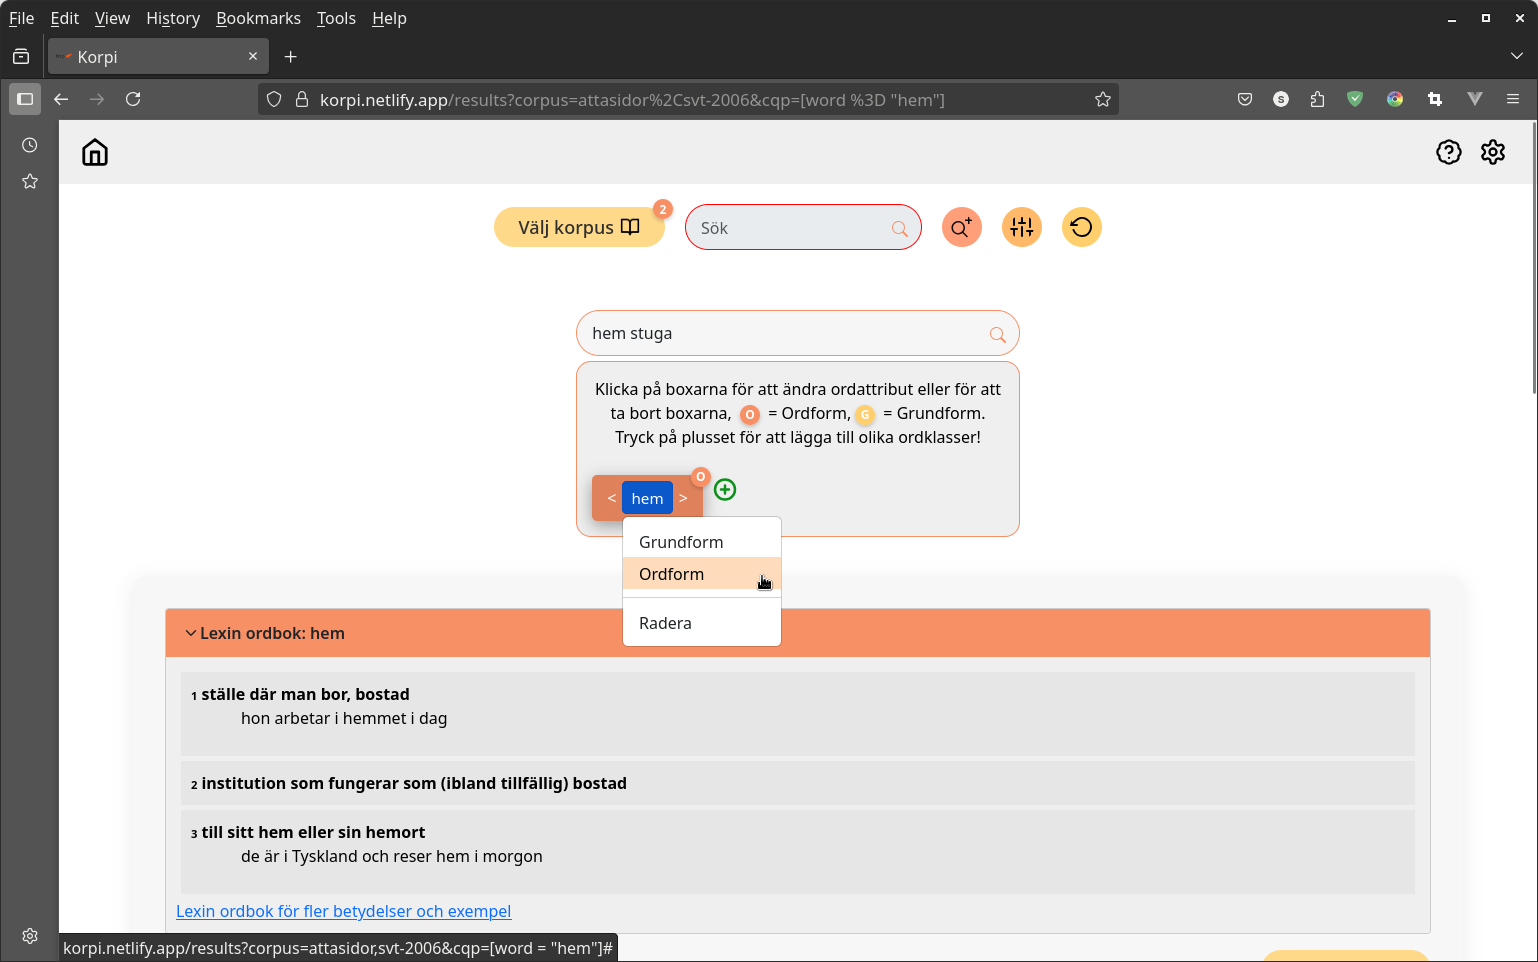 File Edit View History Bookmarks Tools Help
Korpi
korpi.netlify.app/results?corpus=attasidor%2Csvt-2006&cqp=[word %3D "hem"]
Välj korpus 2 Sök
hem stuga
Klicka på boxarna för att ändra ordattribut eller för att
ta bort boxarna, O = Ordform, G = Grundform.
Tryck på plusset för att lägga till olika ordklasser!
O
< hem >
Grundform
Ordform
Radera
Lexin ordbok: hem
1 ställe där man bor, bostad
hon arbetar i hemmet i dag
2 institution som fungerar som (ibland tillfällig) bostad
3 till sitt hem eller sin hemort
de är i Tyskland och reser hem i morgon
Lexin ordbok för fler betydelser och exempel
korpi.netlify.app/results?corpus=attasidor,svt-2006&cqp=[word = "hem"]#